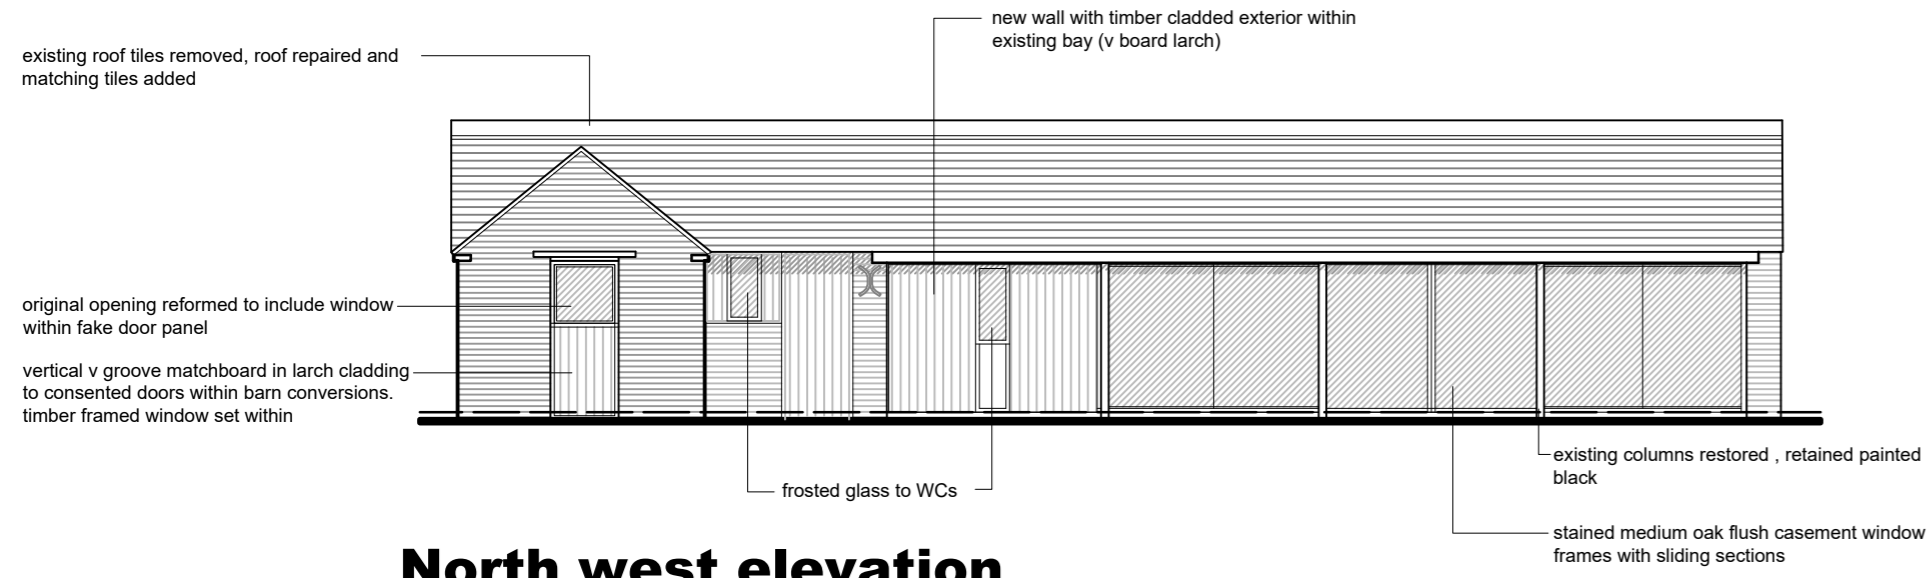 new wall with timber cladded exterior within
existing bay (v board larch)
existing roof tiles removed, roof repaired and
matching tiles added
original opening reformed to include window
within fake door panel
vertical v groove matchboard in larch cladding
to consented doors within barn conversions.
timber framed window set within
frosted glass to WCs
existing columns restored , retained painted
black
stained medium oak flush casement window
frames with sliding sections
North west elevation